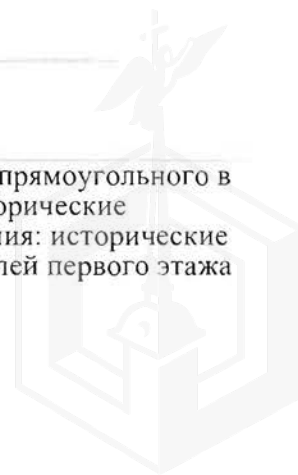 прямоугольного в
орические
ния: исторические
лей первого этажа